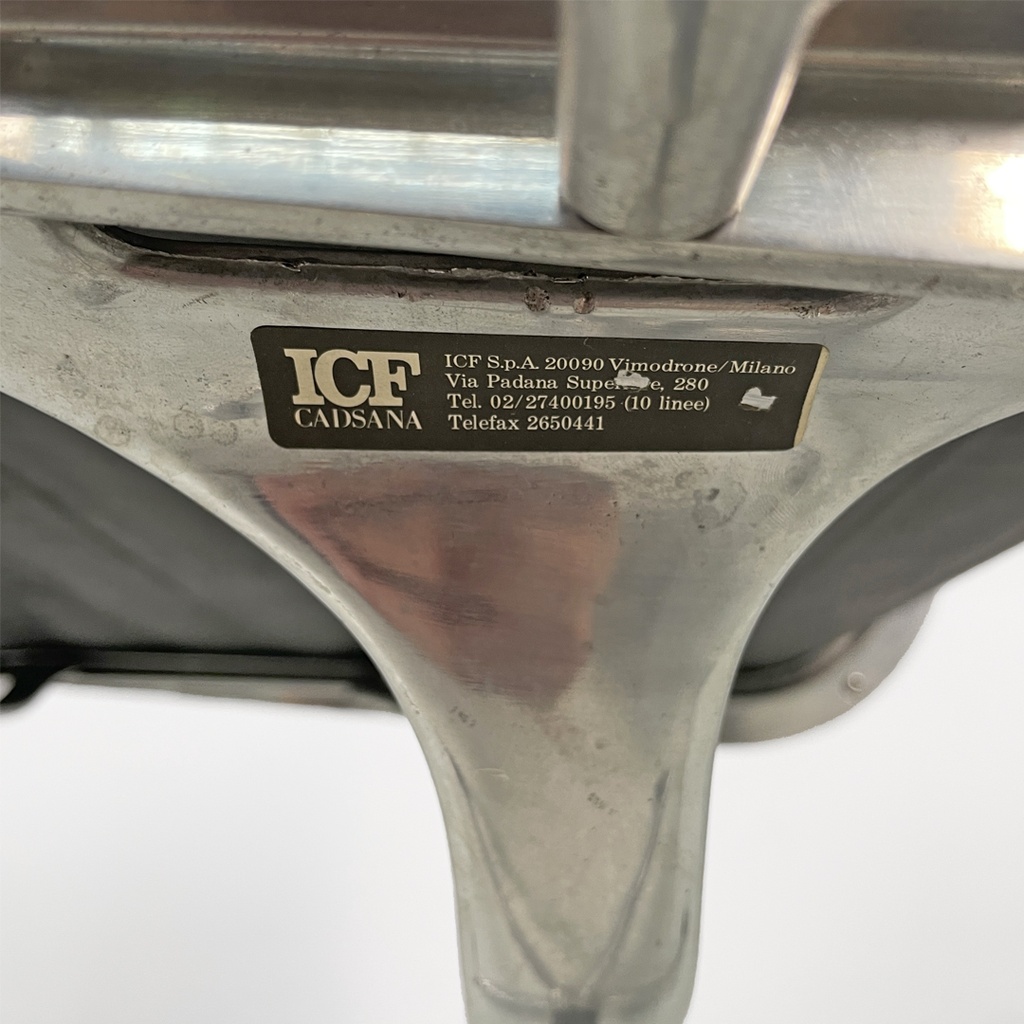 ICF
CADSANA
ICF S.p.A. 20090 Vimodrone/Milano
Via Padana 280
Tel. 02/27400195 (10 linee)
Telefax 2650441